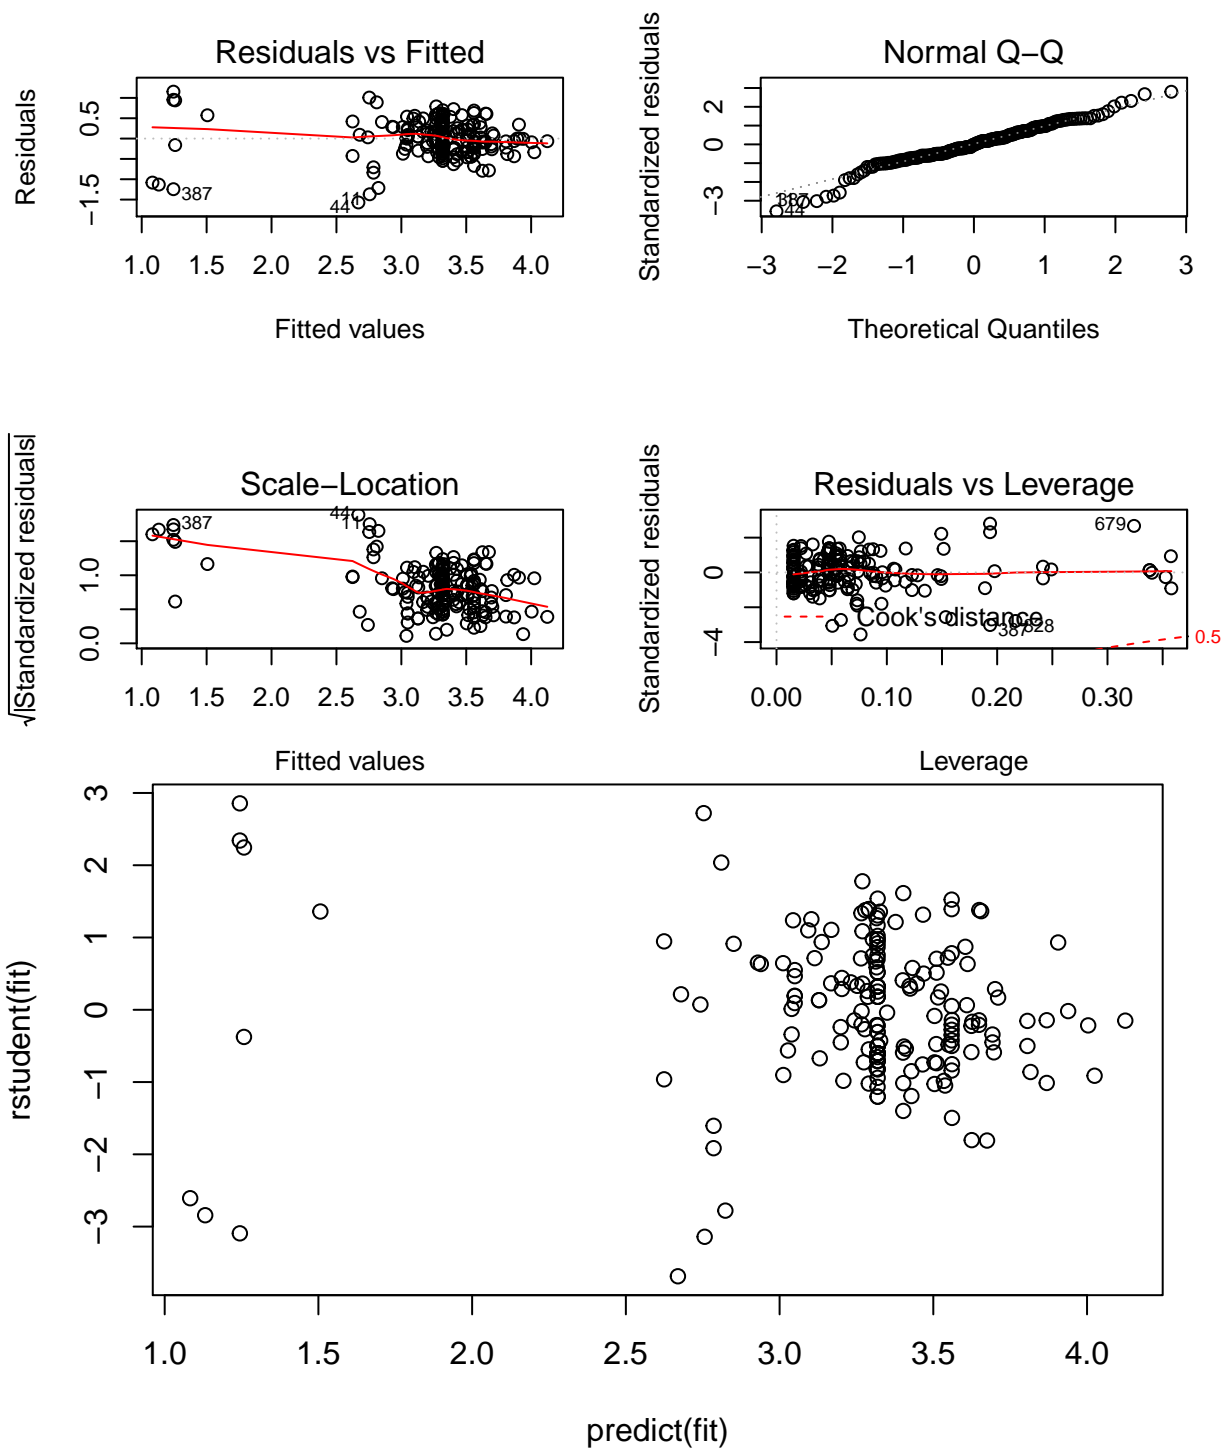 Residuals vs Fitted
Residuals
0.5
−1.5
387
11
44
1.0 1.5 2.0 2.5 3.0 3.5 4.0
Fitted values
Normal Q−Q
Standardized residuals
2
0
−3
387
44
−3 −2 −1 0 1 2 3
Theoretical Quantiles
Scale−Location
√|Standardized residuals|
1.0
0.0
387
44
11
1.0 1.5 2.0 2.5 3.0 3.5 4.0
Fitted values
Residuals vs Leverage
Standardized residuals
0
−4
679
Cook's distance
387
828
0.5
0.00 0.10 0.20 0.30
Leverage
rstudent(fit)
3
2
1
0
−1
−2
−3
1.0 1.5 2.0 2.5 3.0 3.5 4.0
predict(fit)